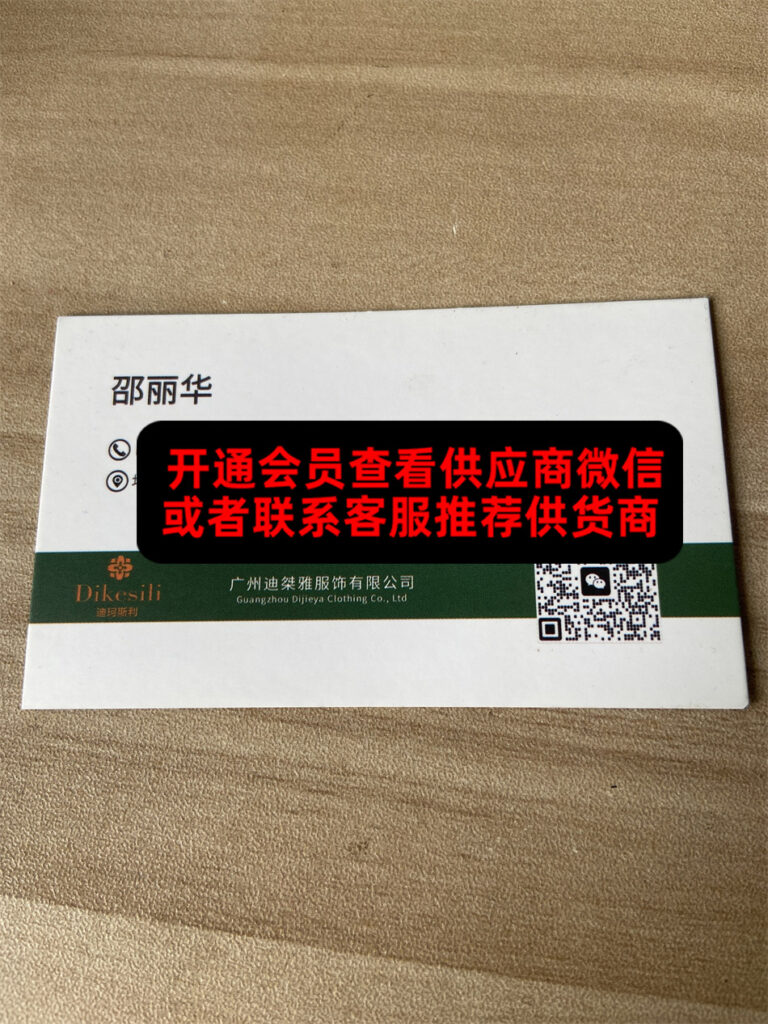 邵丽华
开通会员查看供应商微信
或者联系客服推荐供货商
Dikesili
迪珂斯利
广州迪桀雅服饰有限公司
Guangzhou Dijieya Clothing Co., Ltd